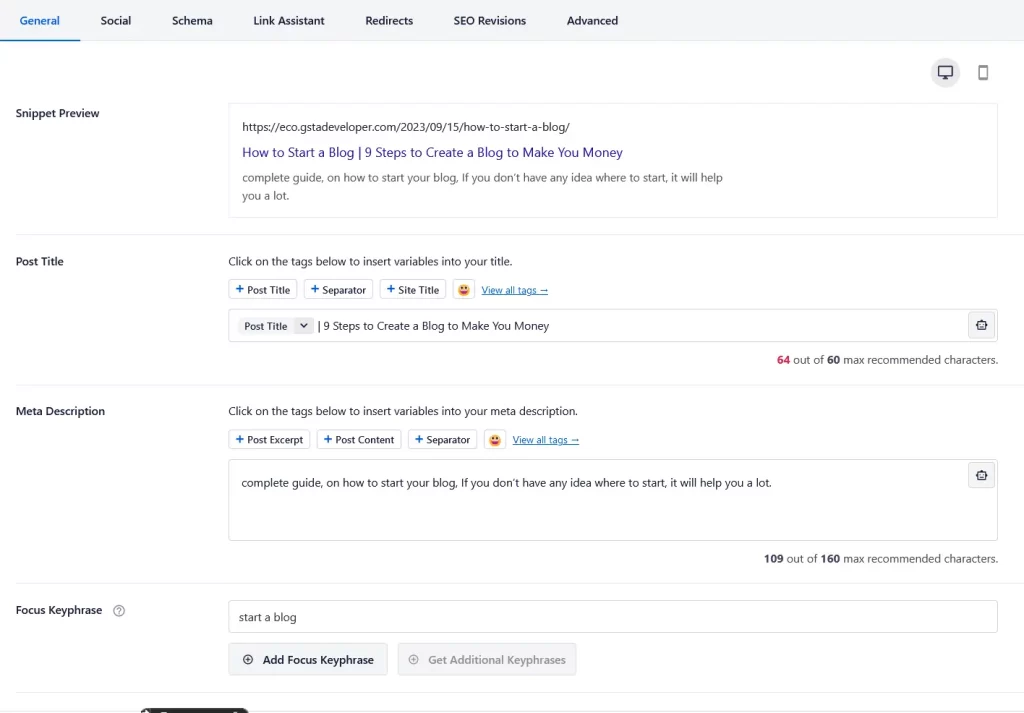 General Social Schema Link Assistant Redirects SEO Revisions Advanced
Snippet Preview
https://eco.gstadeveloper.com/2023/09/15/how-to-start-a-blog/
How to Start a Blog | 9 Steps to Create a Blog to Make You Money
complete guide, on how to start your blog, If you don’t have any idea where to start, it will help
you a lot.
Post Title
Click on the tags below to insert variables into your title.
+ Post Title + Separator + Site Title View all tags →
Post Title | 9 Steps to Create a Blog to Make You Money
64 out of 60 max recommended characters.
Meta Description
Click on the tags below to insert variables into your meta description.
+ Post Excerpt + Post Content + Separator View all tags →
complete guide, on how to start your blog, If you don’t have any idea where to start, it will help you a lot.
109 out of 160 max recommended characters.
Focus Keyphrase
start a blog
Add Focus Keyphrase Get Additional Keyphrases